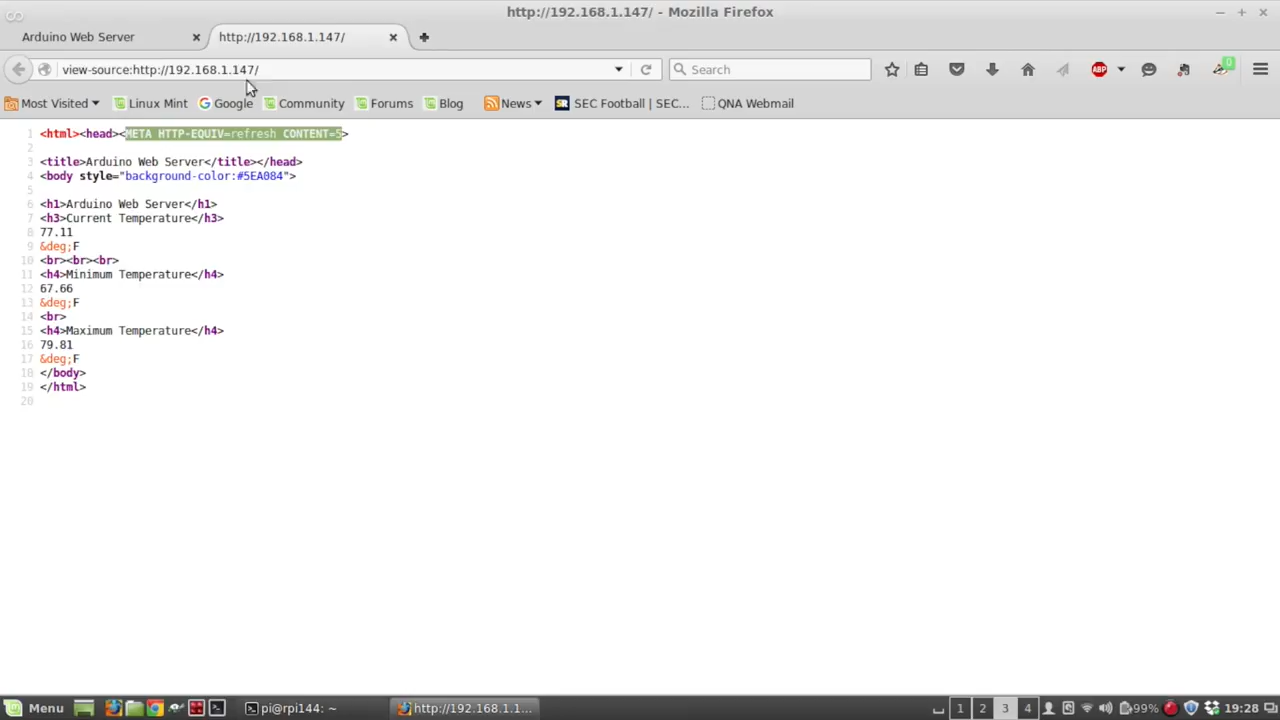 http://192.168.1.147/ - Mozilla Firefox
Arduino Web Server
http://192.168.1.147/
view-source:http://192.168.1.147/
Search
ABP
0
Most Visited
Linux Mint
Google
Community
Forums
Blog
News
SEC Football | SEC...
QNA Webmail
1 <html><head><META HTTP-EQUIV=refresh CONTENT=5>
2
3 <title>Arduino Web Server</title></head>
4 <body style="background-color:#5EA084">
5
6 <h1>Arduino Web Server</h1>
7 <h3>Current Temperature</h3>
8 77.11
9 &deg;F
10 <br><br><br>
11 <h4>Minimum Temperature</h4>
12 67.66
13 &deg;F
14 <br>
15 <h4>Maximum Temperature</h4>
16 79.81
17 &deg;F
18 </body>
19 </html>
20
Menu
pi@rpi144: ~
http://192.168.1.1...
1 2 3 4
99%
19:28